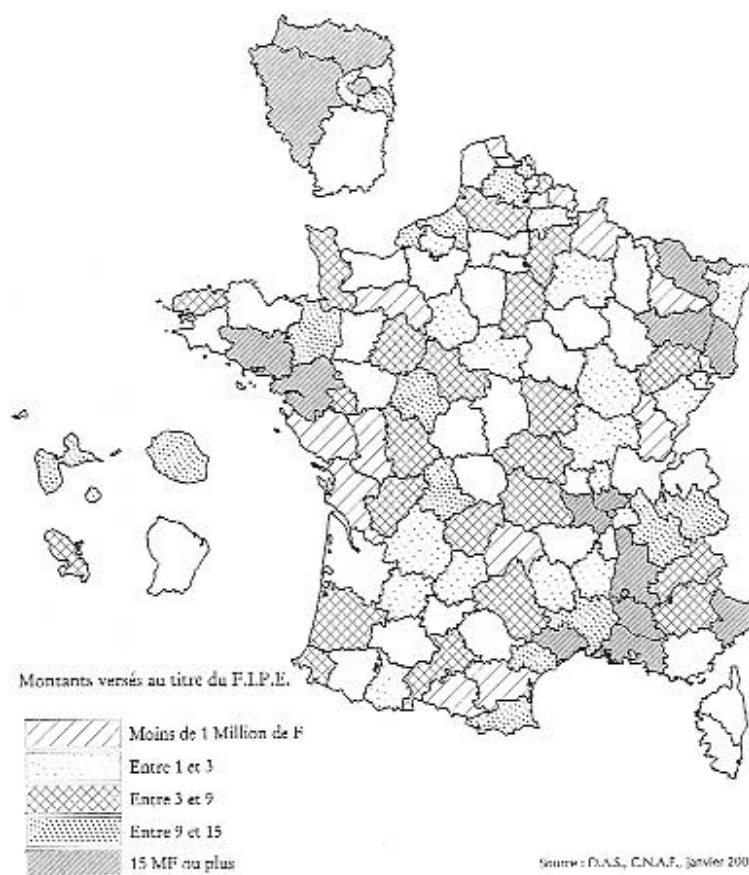 Montants versés au titre du F.I.P.E.
Moins de 1 Million de F
Entre 1 et 3
Entre 3 et 9
Entre 9 et 15
15 MF ou plus
Source : D.A.S., C.N.A.F., janvier 200